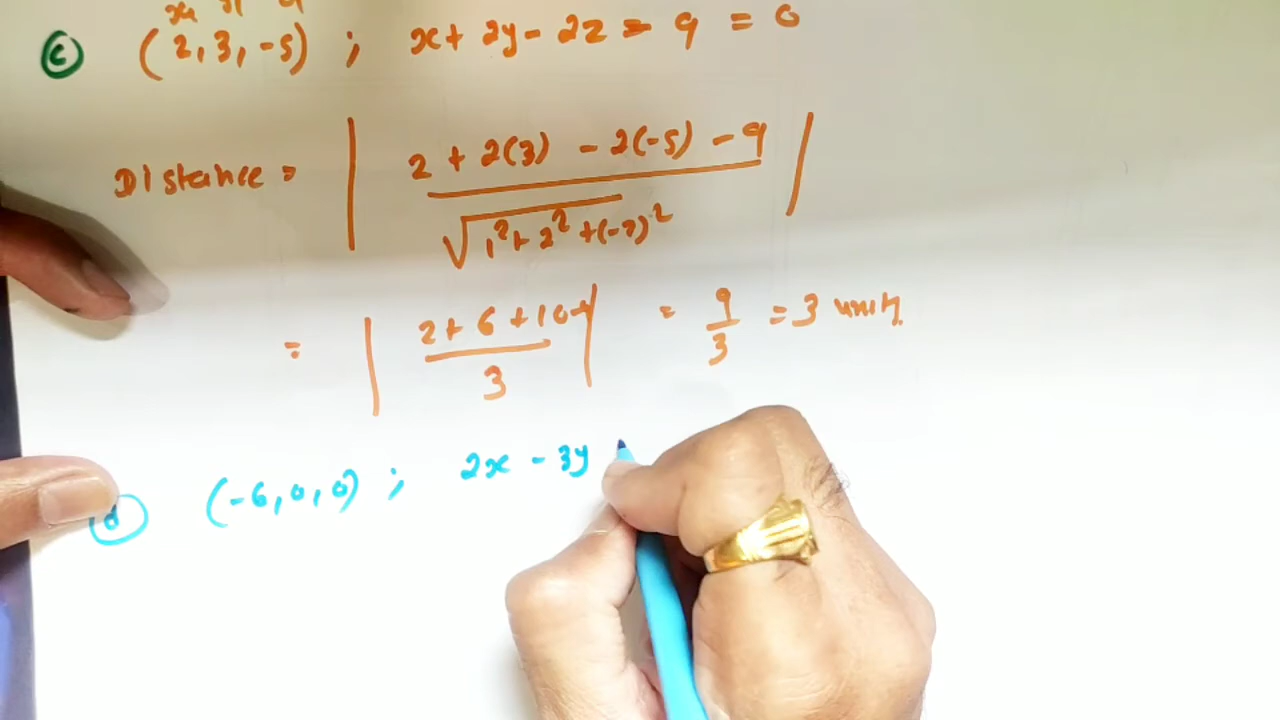 (c) (2, 3, -5) ; x + 2y - 2z = 9 = 0
Distance = | 2 + 2(3) - 2(-5) - 9 |
√1² + 2² + (-2)²
= | 2 + 6 + 10 - | = 9/3 = 3 units
3
(d) (-6, 0, 0) ; 2x - 3y